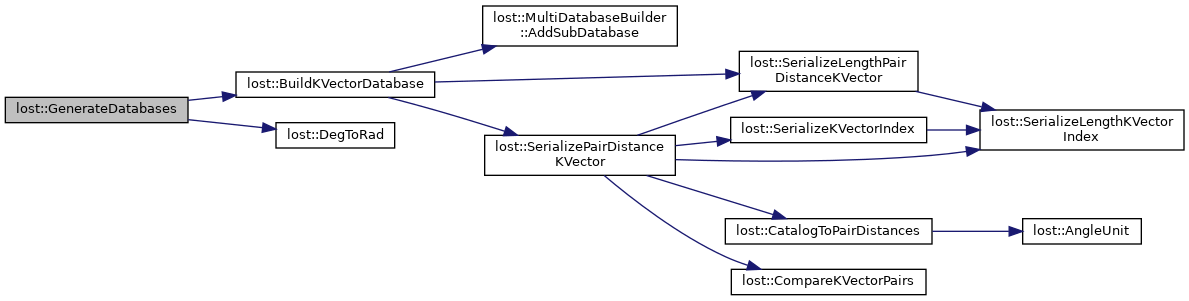 lost::GenerateDatabases
lost::BuildKVectorDatabase
lost::DegToRad
lost::MultiDatabaseBuilder
::AddSubDatabase
lost::SerializePairDistance
KVector
lost::SerializeLengthPair
DistanceKVector
lost::SerializeKVectorIndex
lost::CatalogToPairDistances
lost::CompareKVectorPairs
lost::SerializeLengthKVector
Index
lost::AngleUnit